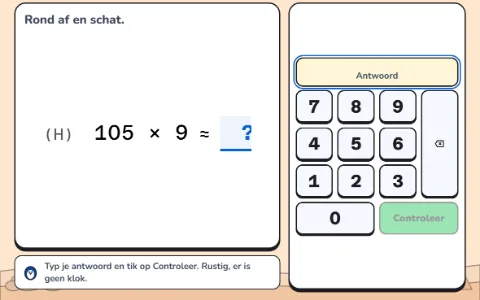 Rond af en schat.
(H) 105 × 9 ≈ ?
Antwoord
7 8 9
4 5 6
1 2 3
0 Controleer
Typ je antwoord en tik op Controleer. Rustig, er is
geen klok.